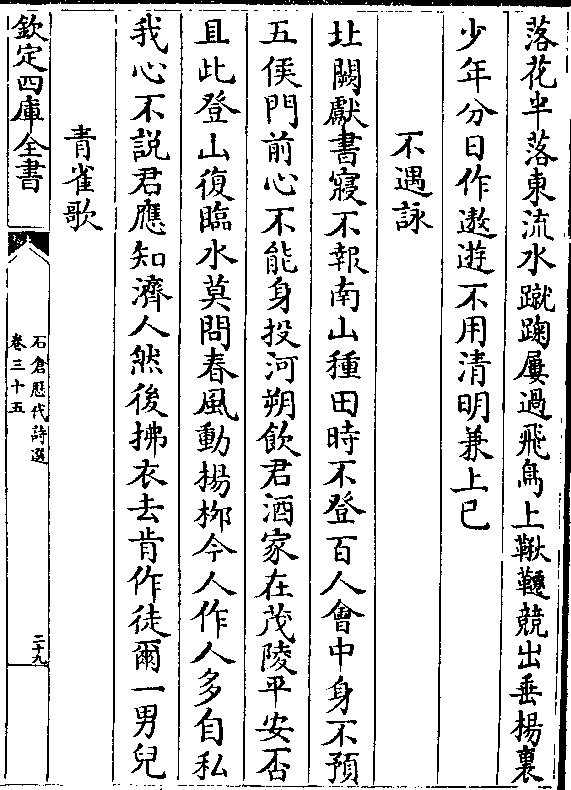 落花半落東流水蹴踘屢過飛鳥上鞦韆競出垂楊裏
少年分日作遨遊不用清明兼上已
不遇詠
北闕獻書寢不報南山種田時不登百人會中身不預
五侯門前心不能身投河朔飲君酒家在茂陵平安否
且此登山復臨水莫問春風動揚栁今人作人多自私
我心不說君應知濟人然後拂衣去肯作徒爾一男兒
青雀歌
欽定四庫全書
石倉歴代詩選
卷三十五
二十九